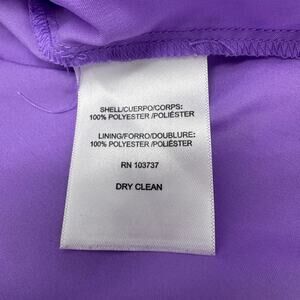 SHELL/CUERPO/CORPS:
100% POLYESTER /POLIÉSTER
LINING/FORRO/DOUBLURE:
100% POLYESTER /POLIÉSTER
RN 103737
DRY CLEAN